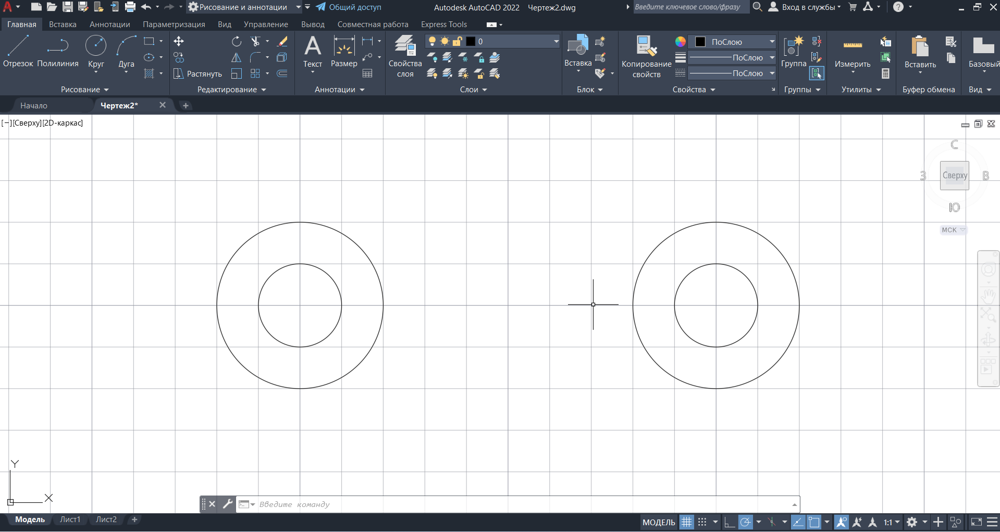 Рисование и аннотации
Общий доступ
Autodesk AutoCAD 2022 Чертеж2.dwg
Введите ключевое слово/фразу
Вход в службы
Главная Вставка Аннотации Параметризация Вид Управление Вывод Совместная работа Express Tools
Отрезок Полилиния Круг Дуга
Растянуть
Текст Размер
Свойства слоя
0
Вставка
Копирование свойств
ПоСлою
ПоСлою
ПоСлою
Группа
Измерить
Вставить
Базовый
Рисование Редактирование Аннотации Слои Блок Свойства Группы Утилиты Буфер обмена Вид
Начало Чертеж2*
[−][Сверху][2D-каркас]
С
З Сверху В
Ю
МСК
Y
X
Введите команду
Модель Лист1 Лист2
МОДЕЛЬ 1:1